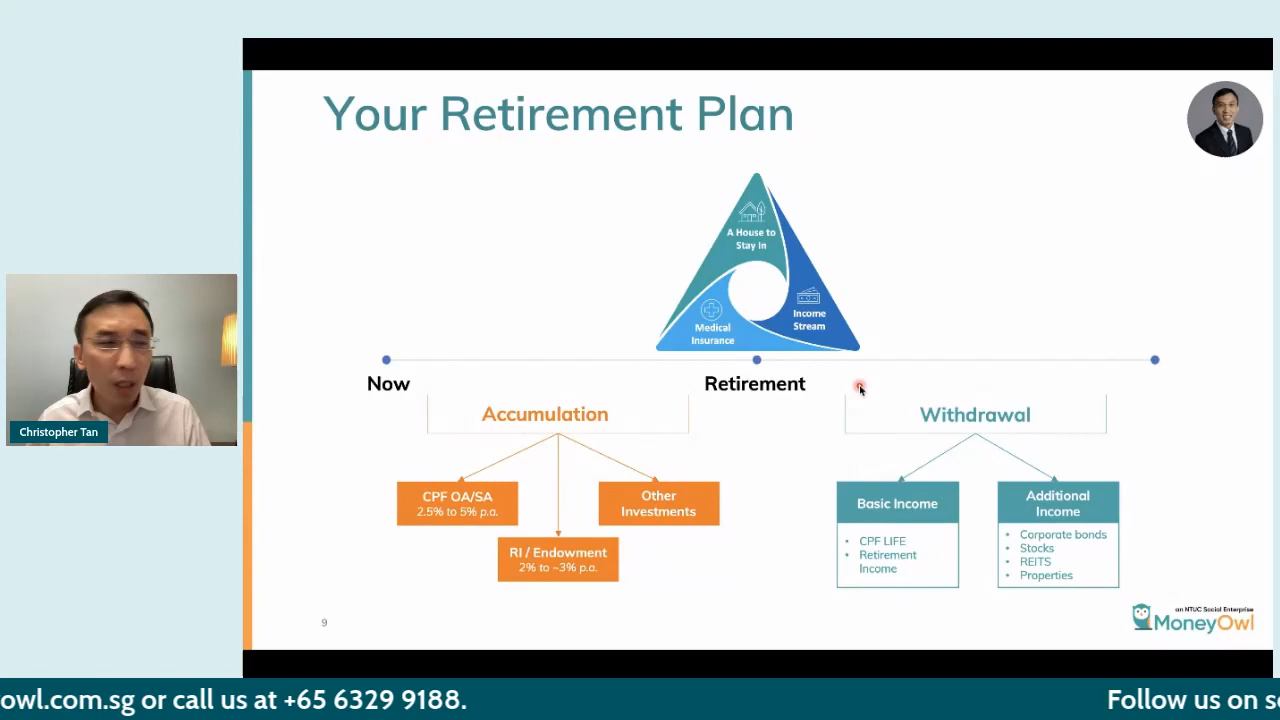 Your Retirement Plan
A House to
Stay in
Income
Stream
Medical
Insurance
Now
Retirement
Accumulation
Withdrawal
CPF OA/SA
2.5% to 5% p.a.
Other
Investments
RI / Endowment
2% to ~3% p.a.
Basic Income
• CPF LIFE
• Retirement
Income
Additional
Income
• Corporate bonds
• Stocks
• REITS
• Properties
Christopher Tan
9
an NTUC Social Enterprise
MoneyOwl
owl.com.sg or call us at +65 6329 9188.
Follow us on s